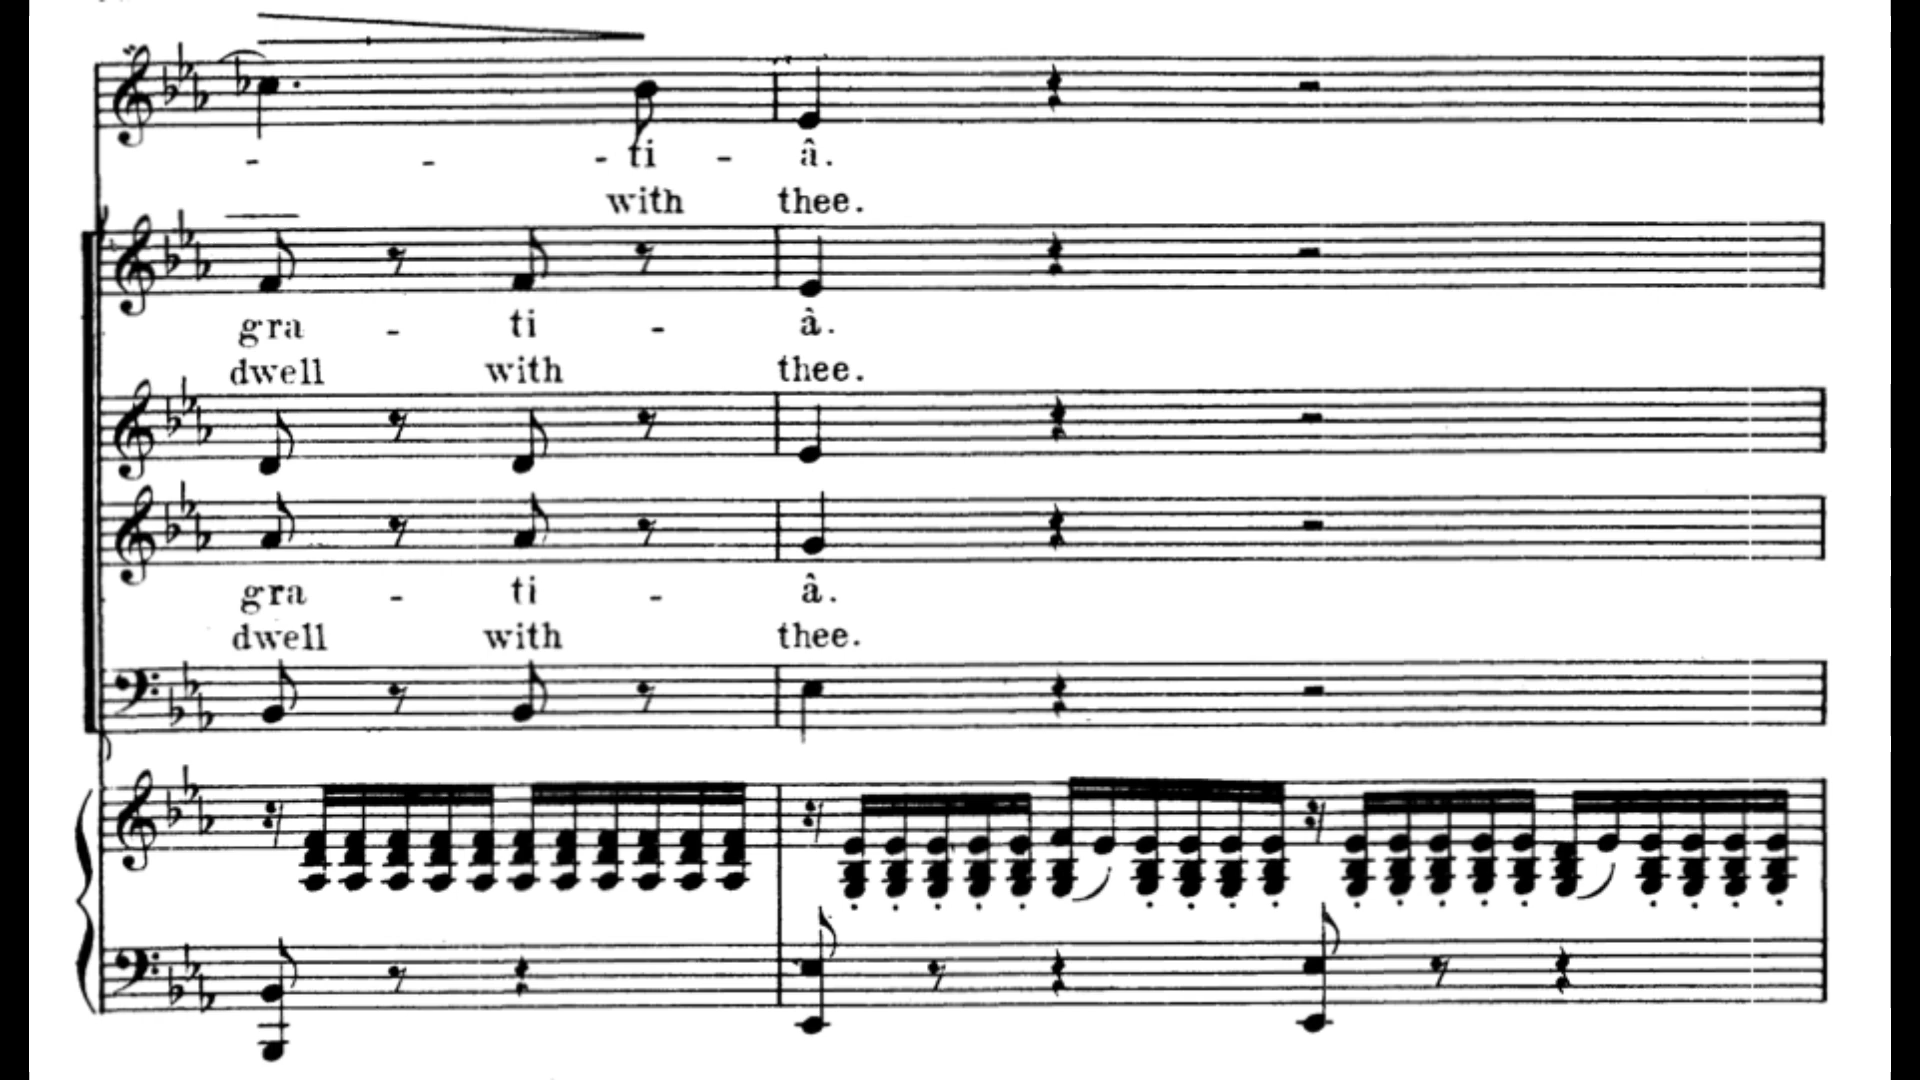 - - - ti - â.
with thee.
gra - ti - à.
dwell with thee.
gra - ti - â.
dwell with thee.